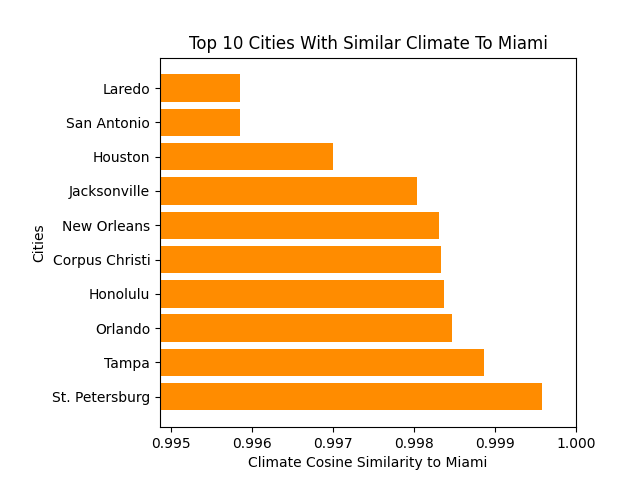 Top 10 Cities With Similar Climate To Miami
Laredo
San Antonio
Houston
Jacksonville
New Orleans
Corpus Christi
Honolulu
Orlando
Tampa
St. Petersburg
Cities
0.995 0.996 0.997 0.998 0.999 1.000
Climate Cosine Similarity to Miami